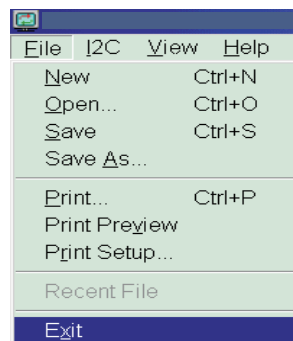 File I2C View Help
New Ctrl+N
Open... Ctrl+O
Save Ctrl+S
Save As...
Print... Ctrl+P
Print Preview
Print Setup...
Recent File
Exit